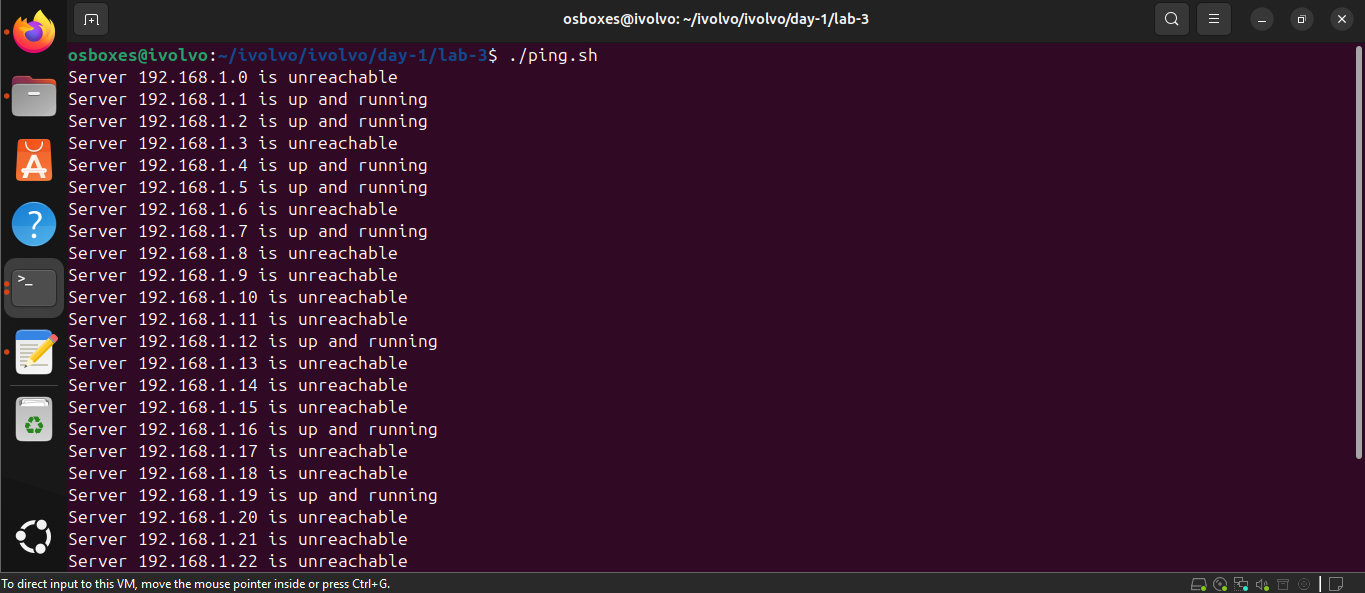 osboxes@ivolvo: ~/ivolvo/ivolvo/day-1/lab-3
osboxes@ivolvo:~/ivolvo/ivolvo/day-1/lab-3$ ./ping.sh
Server 192.168.1.0 is unreachable
Server 192.168.1.1 is up and running
Server 192.168.1.2 is up and running
Server 192.168.1.3 is unreachable
Server 192.168.1.4 is up and running
Server 192.168.1.5 is up and running
Server 192.168.1.6 is unreachable
Server 192.168.1.7 is up and running
Server 192.168.1.8 is unreachable
Server 192.168.1.9 is unreachable
Server 192.168.1.10 is unreachable
Server 192.168.1.11 is unreachable
Server 192.168.1.12 is up and running
Server 192.168.1.13 is unreachable
Server 192.168.1.14 is unreachable
Server 192.168.1.15 is unreachable
Server 192.168.1.16 is up and running
Server 192.168.1.17 is unreachable
Server 192.168.1.18 is unreachable
Server 192.168.1.19 is up and running
Server 192.168.1.20 is unreachable
Server 192.168.1.21 is unreachable
Server 192.168.1.22 is unreachable
To direct input to this VM, move the mouse pointer inside or press Ctrl+G.